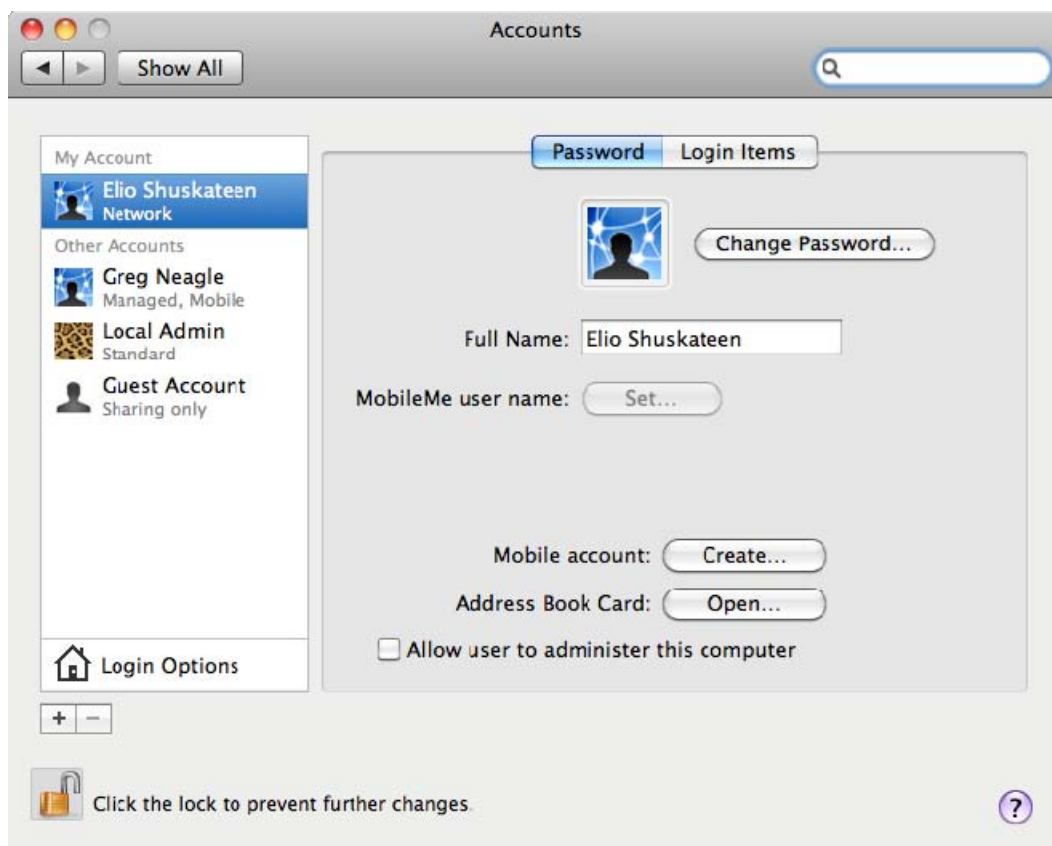 Accounts
Show All
My Account
Elio Shuskateen
Network
Other Accounts
Greg Neagle
Managed, Mobile
Local Admin
Standard
Guest Account
Sharing only
Login Options
+ −
Password Login Items
Change Password...
Full Name: Elio Shuskateen
MobileMe user name: Set...
Mobile account: Create...
Address Book Card: Open...
Allow user to administer this computer
Click the lock to prevent further changes.
?